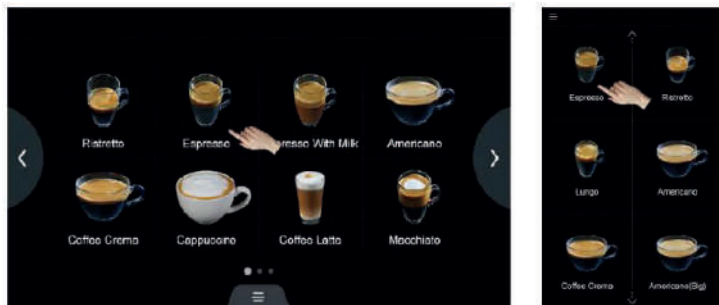 Ristretto
Espresso
presso With Milk
Americano
Coffee Crema
Cappuccino
Coffee Latte
Macchiato
Espresso
Ristretto
Lungo
Americano
Coffee Crema
Americano(Big)